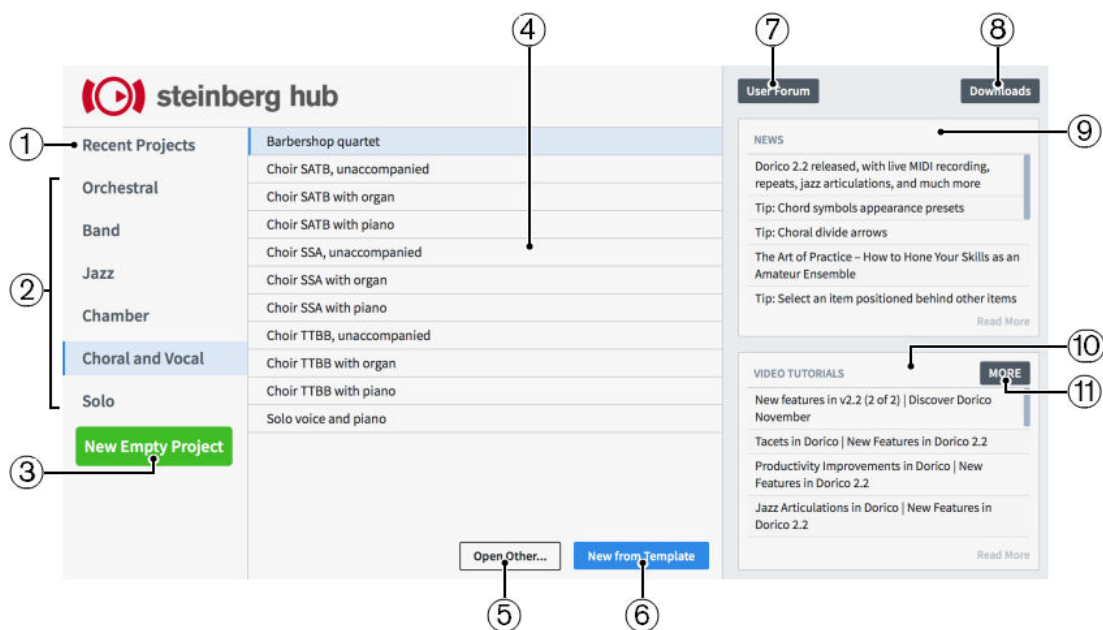 ④
⑦
⑧
steinberg hub
User Forum
Downloads
①
Recent Projects
②
Orchestral
Band
Jazz
Chamber
Choral and Vocal
Solo
③
New Empty Project
Barbershop quartet
Choir SATB, unaccompanied
Choir SATB with organ
Choir SATB with piano
Choir SSA, unaccompanied
Choir SSA with organ
Choir SSA with piano
Choir TTBB, unaccompanied
Choir TTBB with organ
Choir TTBB with piano
Solo voice and piano
Open Other...
New from Template
⑤
⑥
NEWS
⑨
Dorico 2.2 released, with live MIDI recording,
repeats, jazz articulations, and much more
Tip: Chord symbols appearance presets
Tip: Choral divide arrows
The Art of Practice – How to Hone Your Skills as an
Amateur Ensemble
Tip: Select an item positioned behind other items
Read More
⑩
VIDEO TUTORIALS
MORE
⑪
New features in v2.2 (2 of 2) | Discover Dorico
November
Tacets in Dorico | New Features in Dorico 2.2
Productivity Improvements in Dorico | New
Features in Dorico 2.2
Jazz Articulations in Dorico | New Features in
Dorico 2.2
Read More